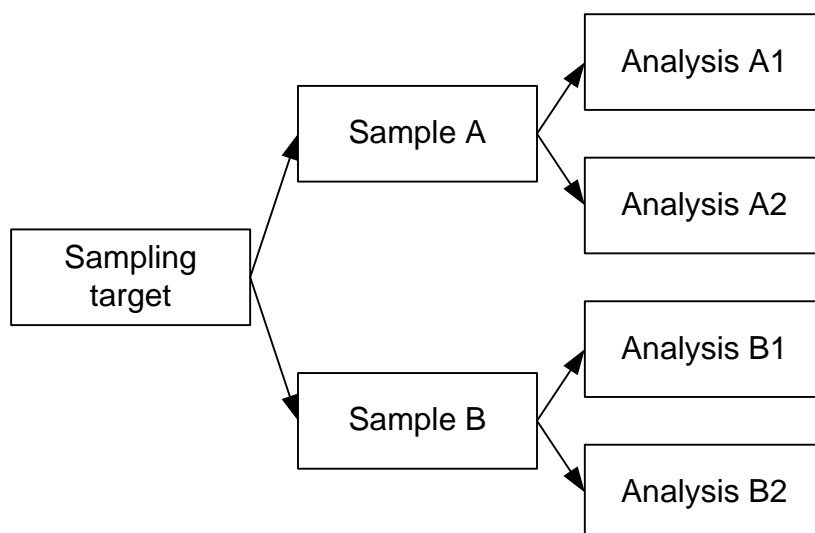 Analysis A1
Sample A
Analysis A2
Sampling
target
Analysis B1
Sample B
Analysis B2